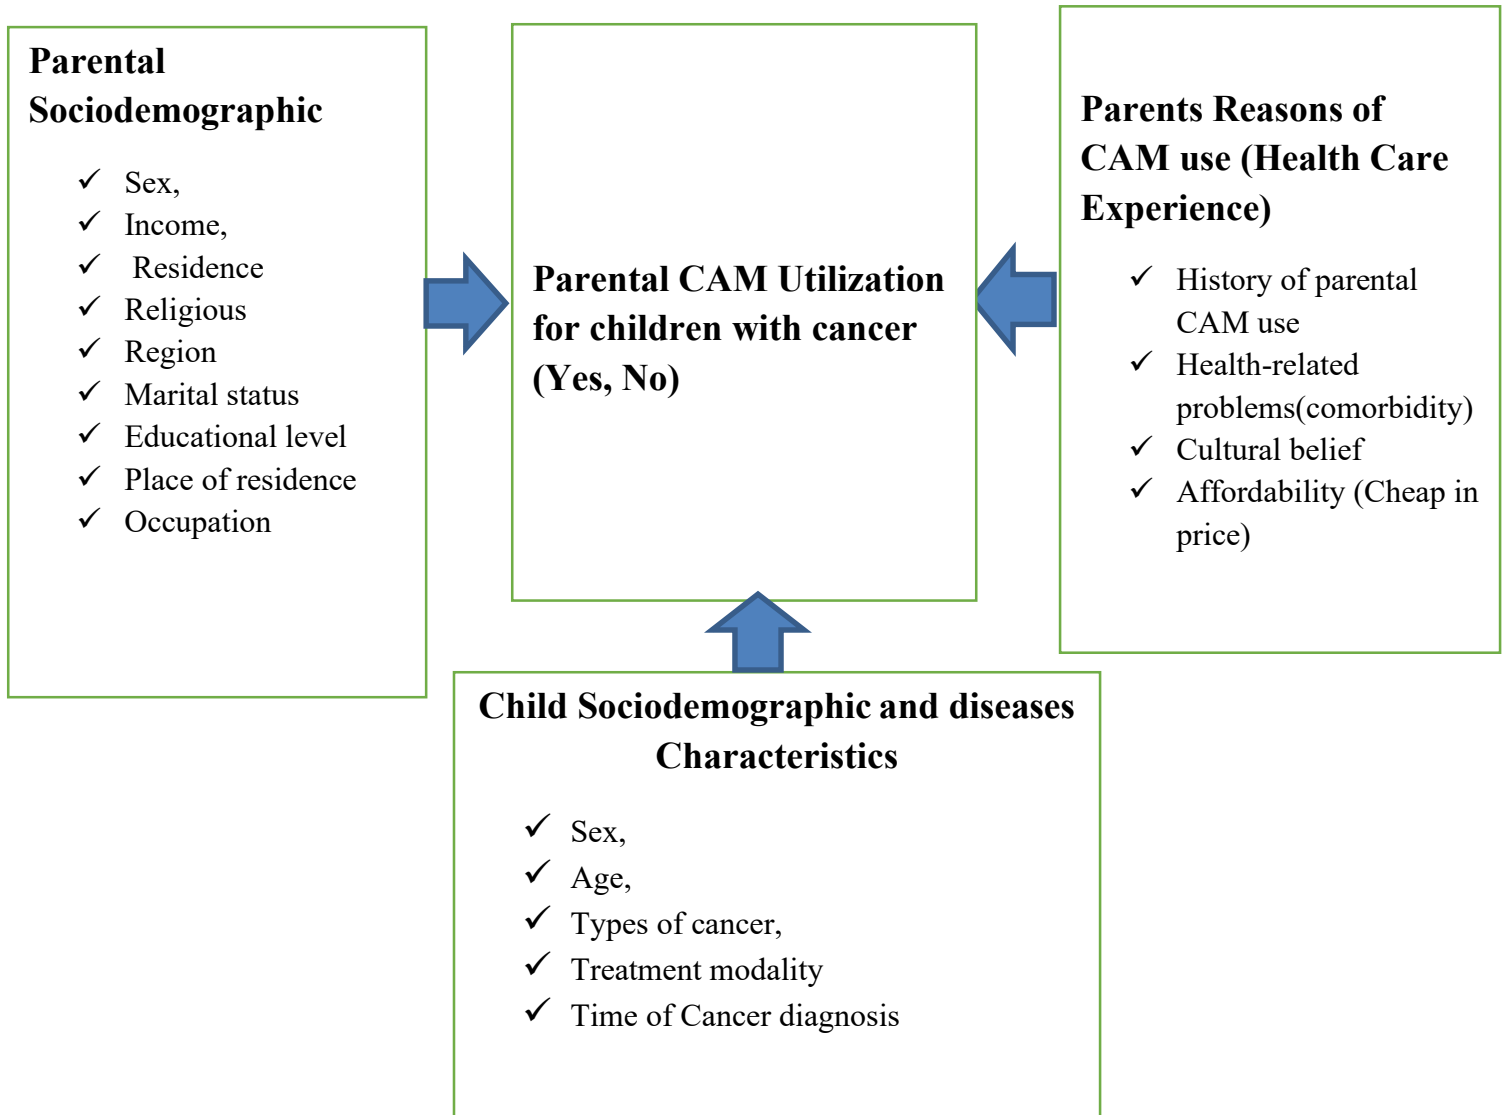 Parental
Sociodemographic
✓ Sex,
✓ Income,
✓ Residence
✓ Religious
✓ Region
✓ Marital status
✓ Educational level
✓ Place of residence
✓ Occupation
Parental CAM Utilization
for children with cancer
(Yes, No)
Parents Reasons of
CAM use (Health Care
Experience)
✓ History of parental
CAM use
✓ Health-related
problems(comorbidity)
✓ Cultural belief
✓ Affordability (Cheap in
price)
Child Sociodemographic and diseases
Characteristics
✓ Sex,
✓ Age,
✓ Types of cancer,
✓ Treatment modality
✓ Time of Cancer diagnosis